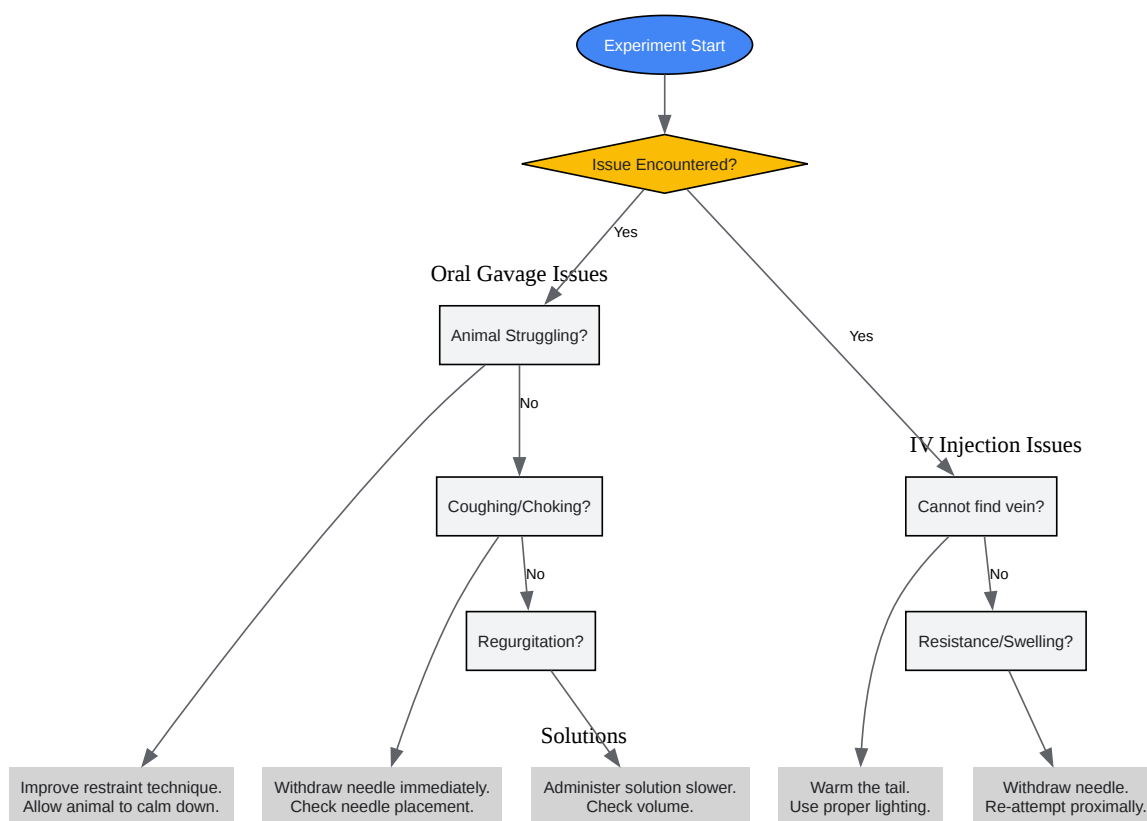 Experiment Start
Issue Encountered?
Yes
Oral Gavage Issues
Animal Struggling?
Yes
No
IV Injection Issues
Coughing/Choking?
Cannot find vein?
No
No
Regurgitation?
Resistance/Swelling?
Solutions
Improve restraint technique.
Allow animal to calm down.
Withdraw needle immediately.
Check needle placement.
Administer solution slower.
Check volume.
Warm the tail.
Use proper lighting.
Withdraw needle.
Re-attempt proximally.